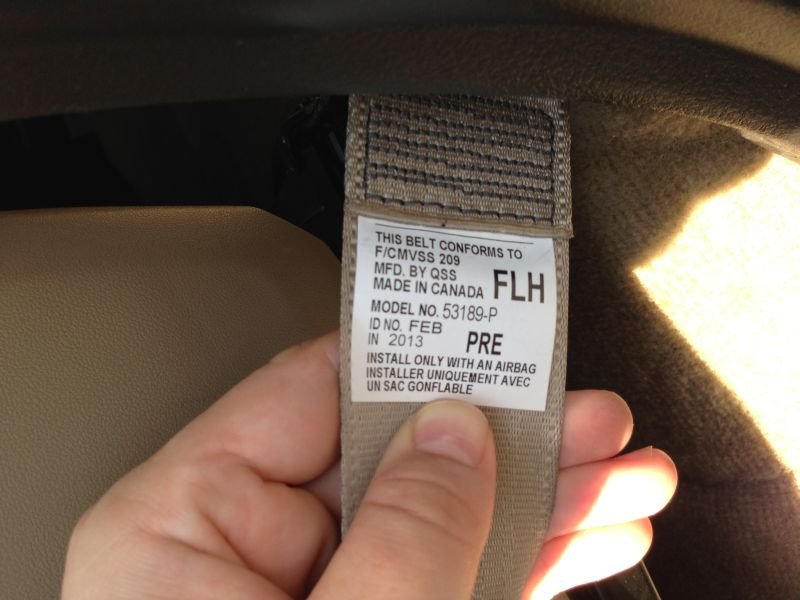 THIS BELT CONFORMS TO
F/CMVSS 209
MFD. BY QSS
MADE IN CANADA FLH
MODEL NO. 53189-P
ID NO. FEB
IN 2013 PRE
INSTALL ONLY WITH AN AIRBAG
INSTALLER UNIQUEMENT AVEC
UN SAC GONFLABLE